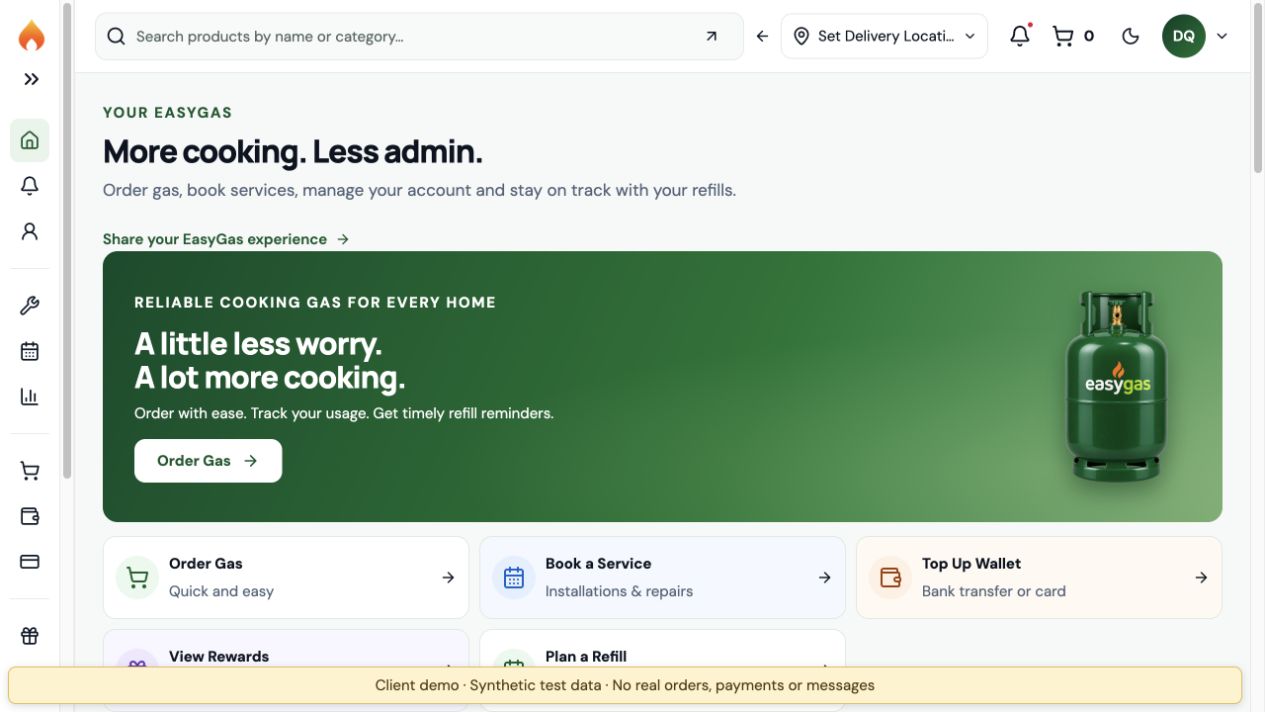 Search products by name or category...
Set Delivery Locati...
0
DQ
YOUR EASYGAS
More cooking. Less admin.
Order gas, book services, manage your account and stay on track with your refills.
Share your EasyGas experience
RELIABLE COOKING GAS FOR EVERY HOME
A little less worry.
A lot more cooking.
Order with ease. Track your usage. Get timely refill reminders.
Order Gas
easygas
Order Gas
Quick and easy
Book a Service
Installations & repairs
Top Up Wallet
Bank transfer or card
View Rewards
Plan a Refill
Client demo · Synthetic test data · No real orders, payments or messages